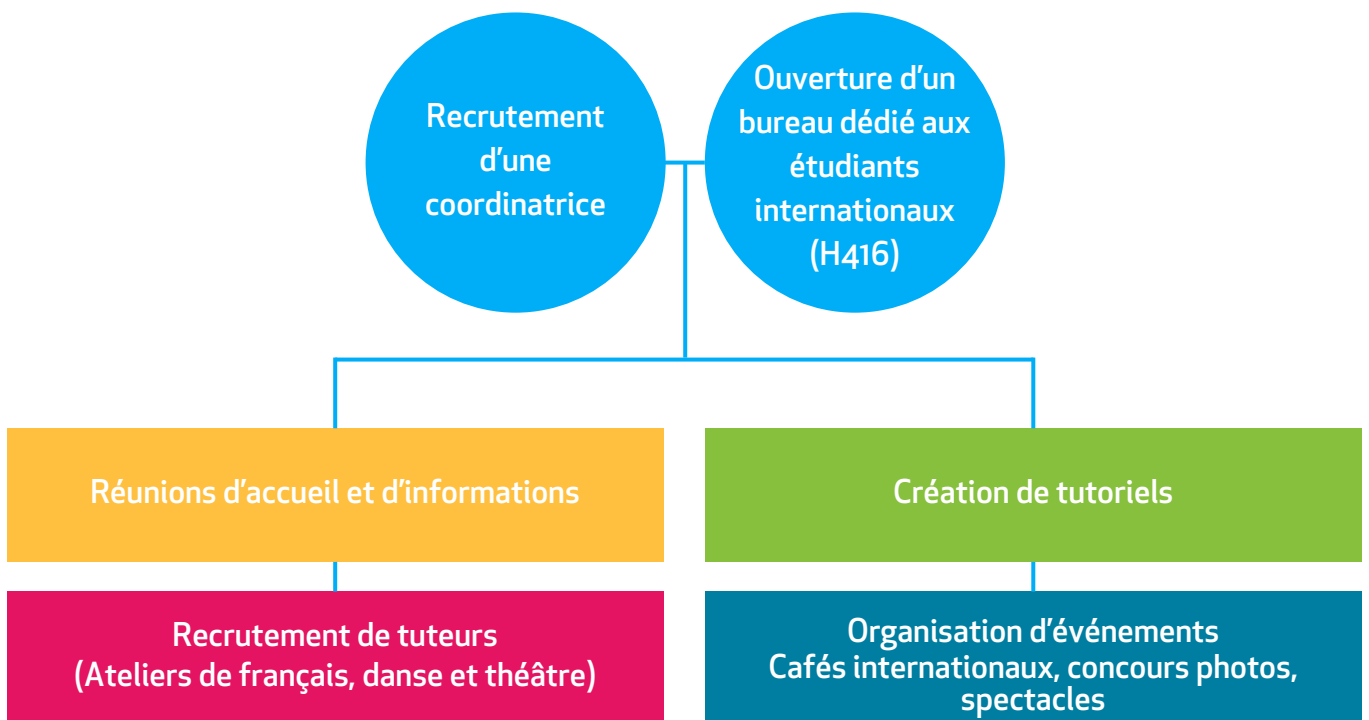 Recrutement
d'une
coordinatrice
Ouverture d'un
bureau dédié aux
étudiants
internationaux
(H416)
Réunions d'accueil et d'informations
Création de tutoriels
Recrutement de tuteurs
(Ateliers de français, danse et théâtre)
Organisation d'événements
Cafés internationaux, concours photos,
spectacles